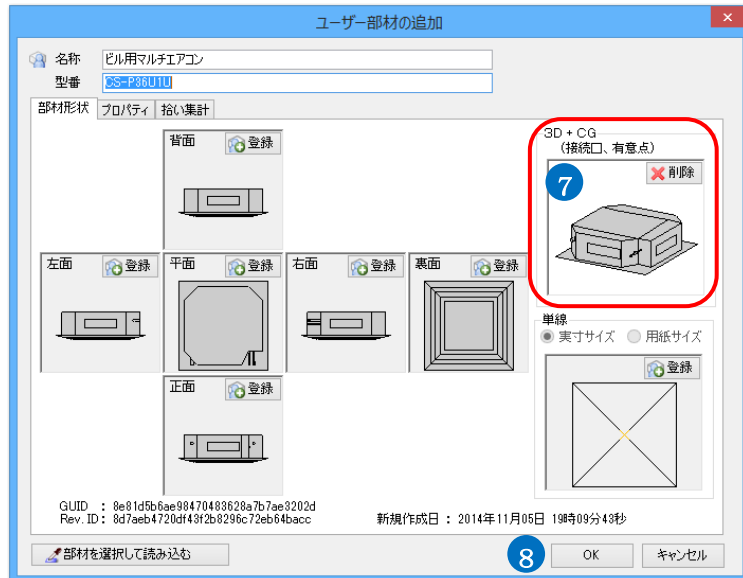 ユーザー部材の追加
×
名称 ビル用マルチエアコン
型番 CS-P36U1U
部材形状 プロパティ 拾い集計
背面 登録
3D + CG
(接続口、有意点)
7
削除
左面 登録 平面 登録 右面 登録 裏面 登録
単線
実寸サイズ 用紙サイズ
登録
正面 登録
GUID : 8e81d5b6ae98470483628a7b7ae3202d
Rev.ID: 8d7aeb4720df43f2b8296c72eb64bacc
新規作成日 : 2014年11月05日 19時09分43秒
部材を選択して読み込む 8 OK キャンセル